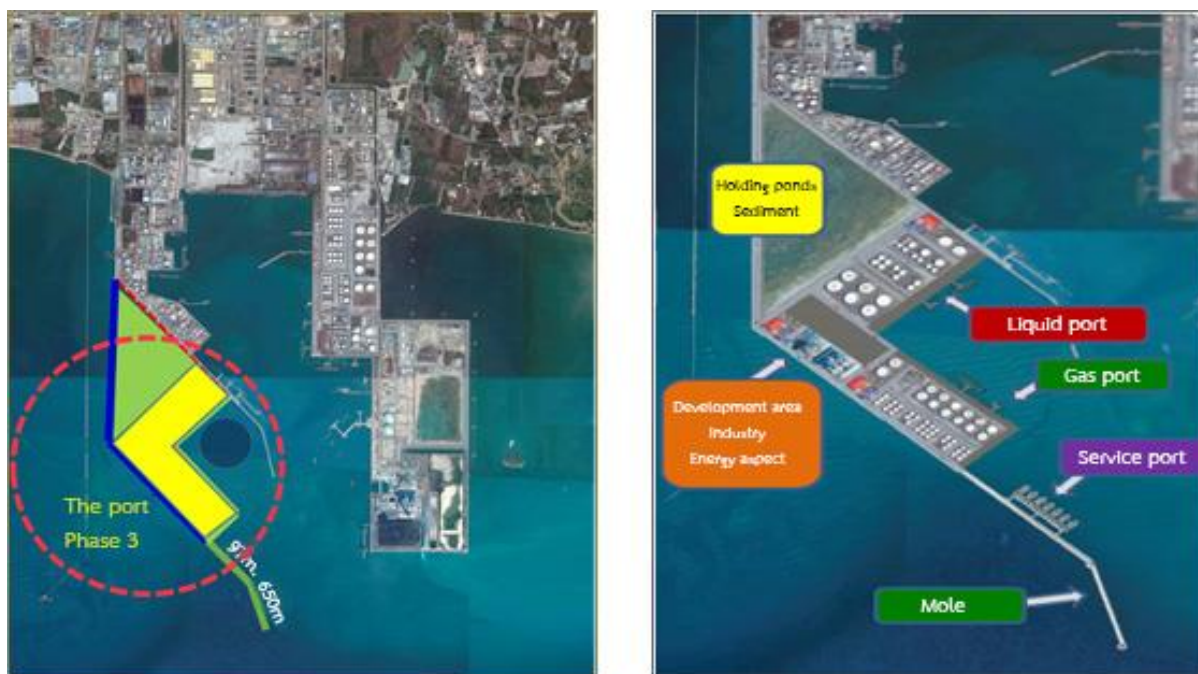 The port
Phase 3
650m
Holding ponds
Sediment
Liquid port
Gas port
Development area
Industry
Energy aspect
Service port
Mole